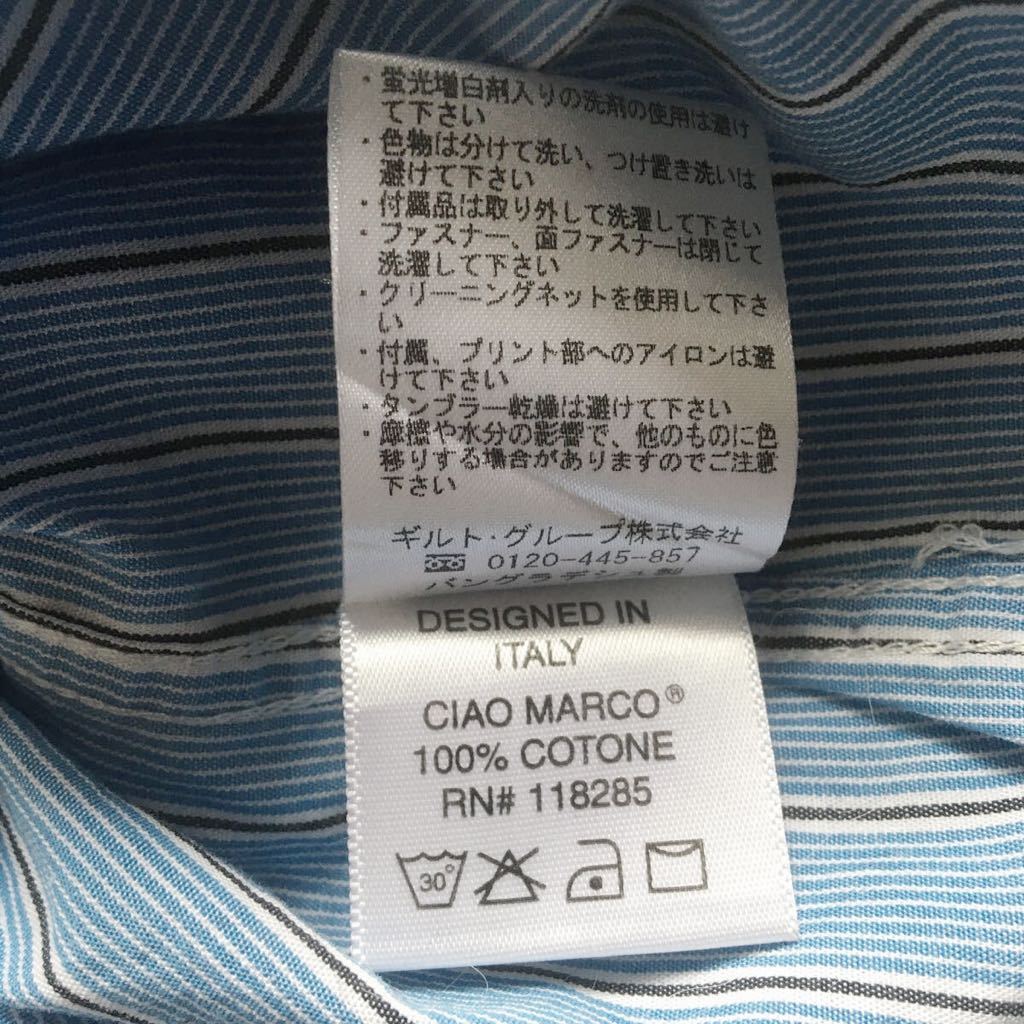 ・蛍光増白剤入りの洗剤の使用は避け
て下さい
・色物は分けて洗い、つけ置き洗いは
避けて下さい
・付属品は取り外して洗濯して下さい
・ファスナー、面ファスナーは閉じて
洗濯して下さい
・クリーニングネットを使用して下さ
い
・付属、プリント部へのアイロンは避
けて下さい
・タンブラー乾燥は避けて下さい
・摩擦や水分の影響で、他のものに色
移りする場合がありますのでご注意
下さい
ギルト・グループ株式会社
0120-445-857
バングラデシュ製
DESIGNED IN
ITALY
CIAO MARCO®
100% COTONE
RN# 118285
30°